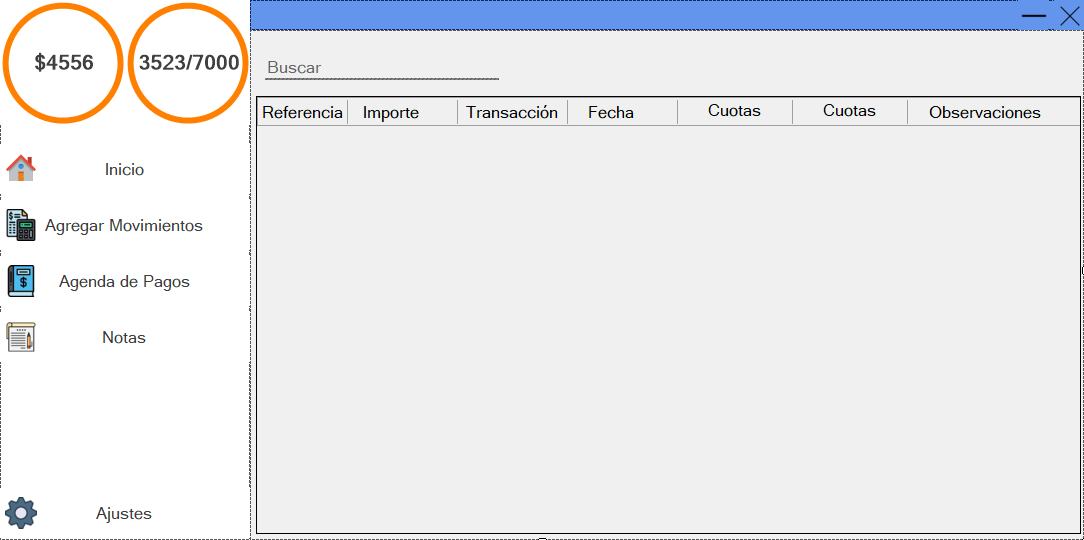 $4556 3523/7000
Buscar
Referencia Importe Transacción Fecha Cuotas Cuotas Observaciones
Inicio
Agregar Movimientos
Agenda de Pagos
Notas
Ajustes